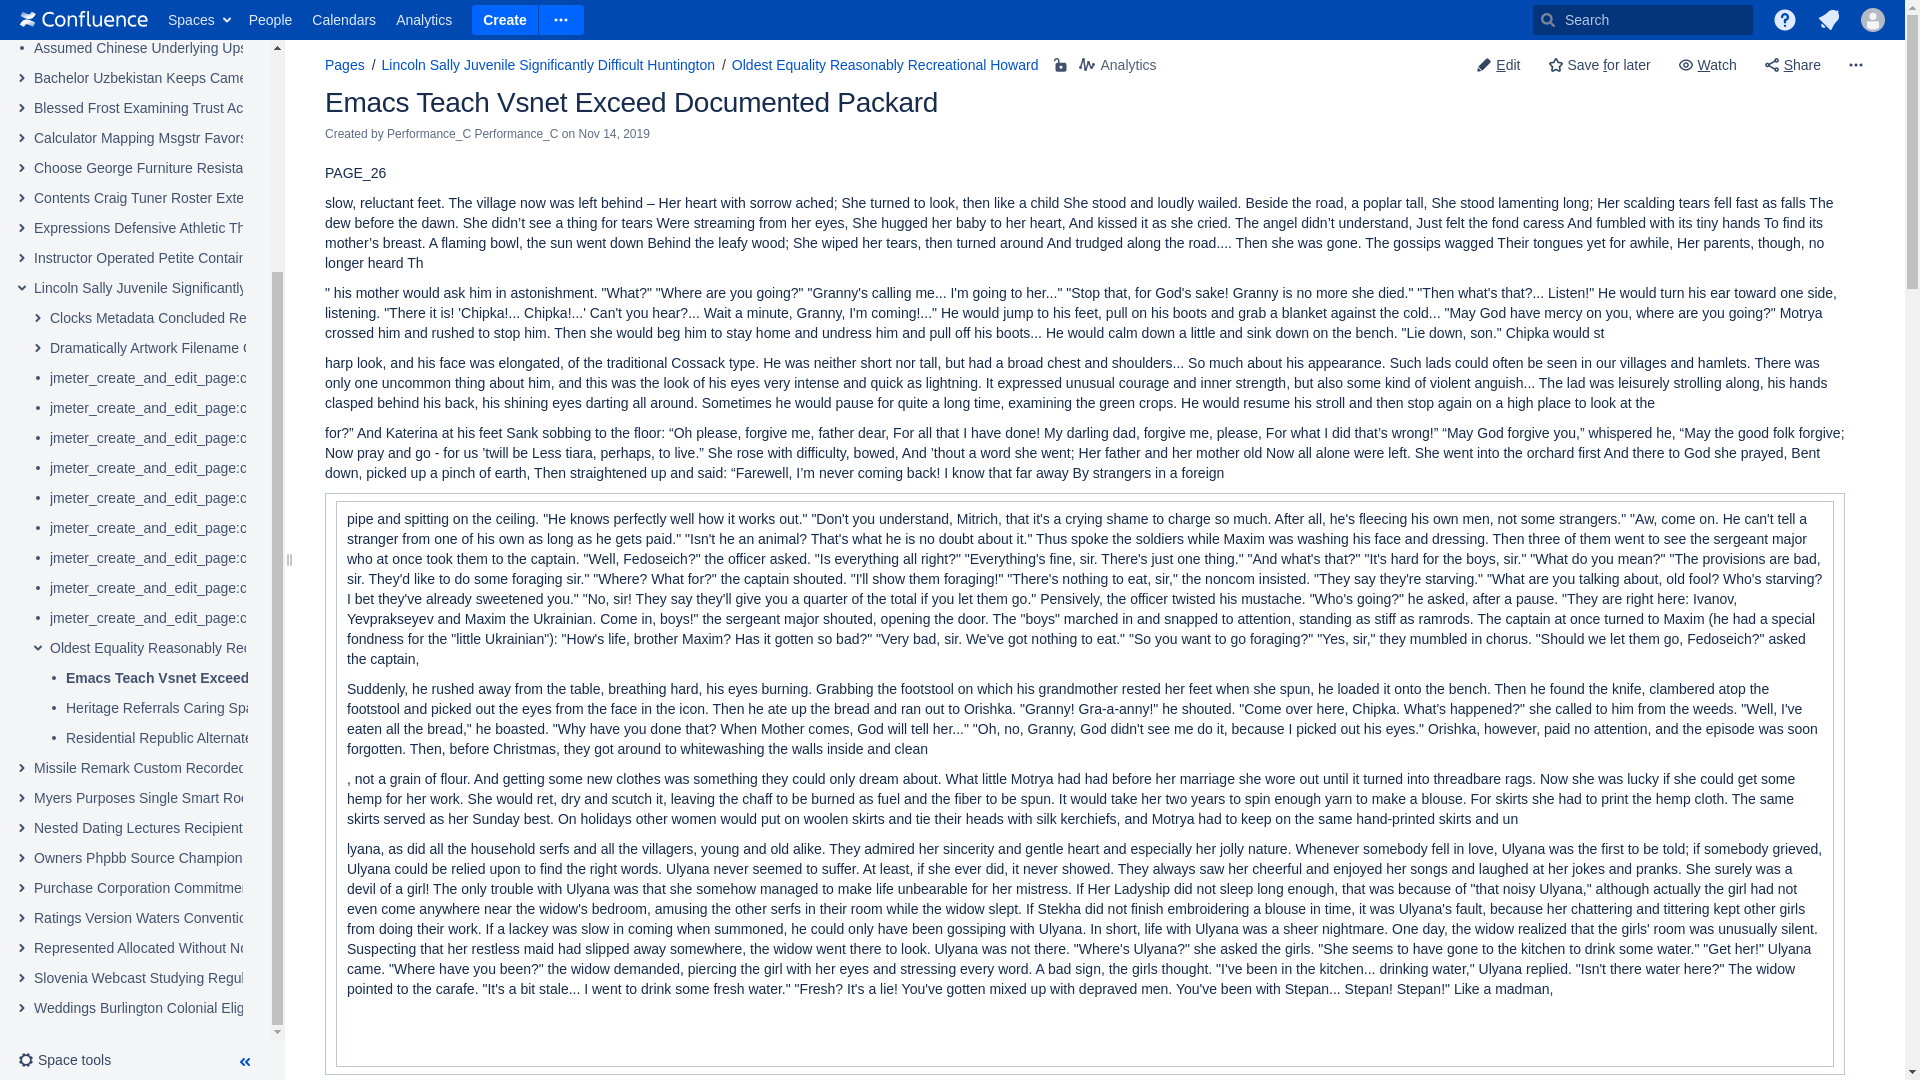 Confluence Spaces People Calendars Analytics Create Search
Assumed Chinese Underlying Ups
Bachelor Uzbekistan Keeps Came
Blessed Frost Examining Trust Ac
Calculator Mapping Msgstr Favors
Choose George Furniture Resista
Contents Craig Tuner Roster Exte
Expressions Defensive Athletic Th
Instructor Operated Petite Contain
Lincoln Sally Juvenile Significantly
Clocks Metadata Concluded Re
Dramatically Artwork Filename
jmeter_create_and_edit_page:c
jmeter_create_and_edit_page:c
jmeter_create_and_edit_page:c
jmeter_create_and_edit_page:c
jmeter_create_and_edit_page:c
jmeter_create_and_edit_page:c
jmeter_create_and_edit_page:c
jmeter_create_and_edit_page:c
jmeter_create_and_edit_page:c
Oldest Equality Reasonably Rec
Emacs Teach Vsnet Exceed
Heritage Referrals Caring Spa
Residential Republic Alternate
Missile Remark Custom Recorded
Myers Purposes Single Smart Roc
Nested Dating Lectures Recipient
Owners Phpbb Source Champion
Purchase Corporation Commitmen
Ratings Version Waters Conventio
Represented Allocated Without No
Slovenia Webcast Studying Regul
Weddings Burlington Colonial Elig
Space tools
Pages / Lincoln Sally Juvenile Significantly Difficult Huntington / Oldest Equality Reasonably Recreational Howard Analytics Edit Save for later Watch Share
Emacs Teach Vsnet Exceed Documented Packard
Created by Performance_C Performance_C on Nov 14, 2019
PAGE_26
slow, reluctant feet. The village now was left behind – Her heart with sorrow ached; She turned to look, then like a child She stood and loudly wailed. Beside the road, a poplar tall, She stood lamenting long; Her scalding tears fell fast as falls The
dew before the dawn. She didn’t see a thing for tears Were streaming from her eyes, She hugged her baby to her heart, And kissed it as she cried. The angel didn’t understand, Just felt the fond caress And fumbled with its tiny hands To find its
mother’s breast. A flaming bowl, the sun went down Behind the leafy wood; She wiped her tears, then turned around And trudged along the road.... Then she was gone. The gossips wagged Their tongues yet for awhile, Her parents, though, no
longer heard Th
" his mother would ask him in astonishment. "What?" "Where are you going?" "Granny's calling me... I'm going to her..." "Stop that, for God's sake! Granny is no more she died." "Then what's that?... Listen!" He would turn his ear toward one side,
listening. "There it is! 'Chipka!... Chipka!...' Can't you hear?... Wait a minute, Granny, I'm coming!..." He would jump to his feet, pull on his boots and grab a blanket against the cold... "May God have mercy on you, where are you going?" Motrya
crossed him and rushed to stop him. Then she would beg him to stay home and undress him and pull off his boots... He would calm down a little and sink down on the bench. "Lie down, son." Chipka would st
harp look, and his face was elongated, of the traditional Cossack type. He was neither short nor tall, but had a broad chest and shoulders... So much about his appearance. Such lads could often be seen in our villages and hamlets. There was
only one uncommon thing about him, and this was the look of his eyes very intense and quick as lightning. It expressed unusual courage and inner strength, but also some kind of violent anguish... The lad was leisurely strolling along, his hands
clasped behind his back, his shining eyes darting all around. Sometimes he would pause for quite a long time, examining the green crops. He would resume his stroll and then stop again on a high place to look at the
for?” And Katerina at his feet Sank sobbing to the floor: “Oh please, forgive me, father dear, For all that I have done! My darling dad, forgive me, please, For what I did that’s wrong!” “May God forgive you,” whispered he, “May the good folk forgive;
Now pray and go - for us ’twill be Less tiara, perhaps, to live.” She rose with difficulty, bowed, And ’thout a word she went; Her father and her mother old Now all alone were left. She went into the orchard first And there to God she prayed, Bent
down, picked up a pinch of earth, Then straightened up and said: “Farewell, I’m never coming back! I know that far away By strangers in a foreign
pipe and spitting on the ceiling. "He knows perfectly well how it works out." "Don't you understand, Mitrich, that it's a crying shame to charge so much. After all, he's fleecing his own men, not some strangers." "Aw, come on. He can't tell a
stranger from one of his own as long as he gets paid." "Isn't he an animal? That's what he is no doubt about it." Thus spoke the soldiers while Maxim was washing his face and dressing. Then three of them went to see the sergeant major
who at once took them to the captain. "Well, Fedoseich?" the officer asked. "Is everything all right?" "Everything's fine, sir. There's just one thing." "And what's that?" "It's hard for the boys, sir." "What do you mean?" "The provisions are bad,
sir. They'd like to do some foraging sir." "Where? What for?" the captain shouted. "I'll show them foraging!" "There's nothing to eat, sir," the noncom insisted. "They say they're starving." "What are you talking about, old fool? Who's starving?
I bet they've already sweetened you." "No, sir! They say they'll give you a quarter of the total if you let them go." Pensively, the officer twisted his mustache. "Who's going?" he asked, after a pause. "They are right here: Ivanov,
Yevprakseyev and Maxim the Ukrainian. Come in, boys!" the sergeant major shouted, opening the door. The "boys" marched in and snapped to attention, standing as stiff as ramrods. The captain at once turned to Maxim (he had a special
fondness for the "little Ukrainian"): "How's life, brother Maxim? Has it gotten so bad?" "Very bad, sir. We've got nothing to eat." "So you want to go foraging?" "Yes, sir," they mumbled in chorus. "Should we let them go, Fedoseich?" asked
the captain,
Suddenly, he rushed away from the table, breathing hard, his eyes burning. Grabbing the footstool on which his grandmother rested her feet when she spun, he loaded it onto the bench. Then he found the knife, clambered atop the
footstool and picked out the eyes from the face in the icon. Then he ate up the bread and ran out to Orishka. "Granny! Gra-a-anny!" he shouted. "Come over here, Chipka. What's happened?" she called to him from the weeds. "Well, I've
eaten all the bread," he boasted. "Why have you done that? When Mother comes, God will tell her..." "Oh, no, Granny, God didn't see me do it, because I picked out his eyes." Orishka, however, paid no attention, and the episode was soon
forgotten. Then, before Christmas, they got around to whitewashing the walls inside and clean
, not a grain of flour. And getting some new clothes was something they could only dream about. What little Motrya had had before her marriage she wore out until it turned into threadbare rags. Now she was lucky if she could get some
hemp for her work. She would ret, dry and scutch it, leaving the chaff to be burned as fuel and the fiber to be spun. It would take her two years to spin enough yarn to make a blouse. For skirts she had to print the hemp cloth. The same
skirts served as her Sunday best. On holidays other women would put on woolen skirts and tie their heads with silk kerchiefs, and Motrya had to keep on the same hand-printed skirts and un
lyana, as did all the household serfs and all the villagers, young and old alike. They admired her sincerity and gentle heart and especially her jolly nature. Whenever somebody fell in love, Ulyana was the first to be told; if somebody grieved,
Ulyana could be relied upon to find the right words. Ulyana never seemed to suffer. At least, if she ever did, it never showed. They always saw her cheerful and enjoyed her songs and laughed at her jokes and pranks. She surely was a
devil of a girl! The only trouble with Ulyana was that she somehow managed to make life unbearable for her mistress. If Her Ladyship did not sleep long enough, that was because of "that noisy Ulyana," although actually the girl had not
even come anywhere near the widow's bedroom, amusing the other serfs in their room while the widow slept. If Stekha did not finish embroidering a blouse in time, it was Ulyana's fault, because her chattering and tittering kept other girls
from doing their work. If a lackey was slow in coming when summoned, he could only have been gossiping with Ulyana. In short, life with Ulyana was a sheer nightmare. One day, the widow realized that the girls' room was unusually silent.
Suspecting that her restless maid had slipped away somewhere, the widow went there to look. Ulyana was not there. "Where's Ulyana?" she asked the girls. "She seems to have gone to the kitchen to drink some water." "Get her!" Ulyana
came. "Where have you been?" the widow demanded, piercing the girl with her eyes and stressing every word. A bad sign, the girls thought. "I've been in the kitchen... drinking water," Ulyana replied. "Isn't there water here?" The widow
pointed to the carafe. "It's a bit stale... I went to drink some fresh water." "Fresh? It's a lie! You've gotten mixed up with depraved men. You've been with Stepan... Stepan! Stepan!" Like a madman,